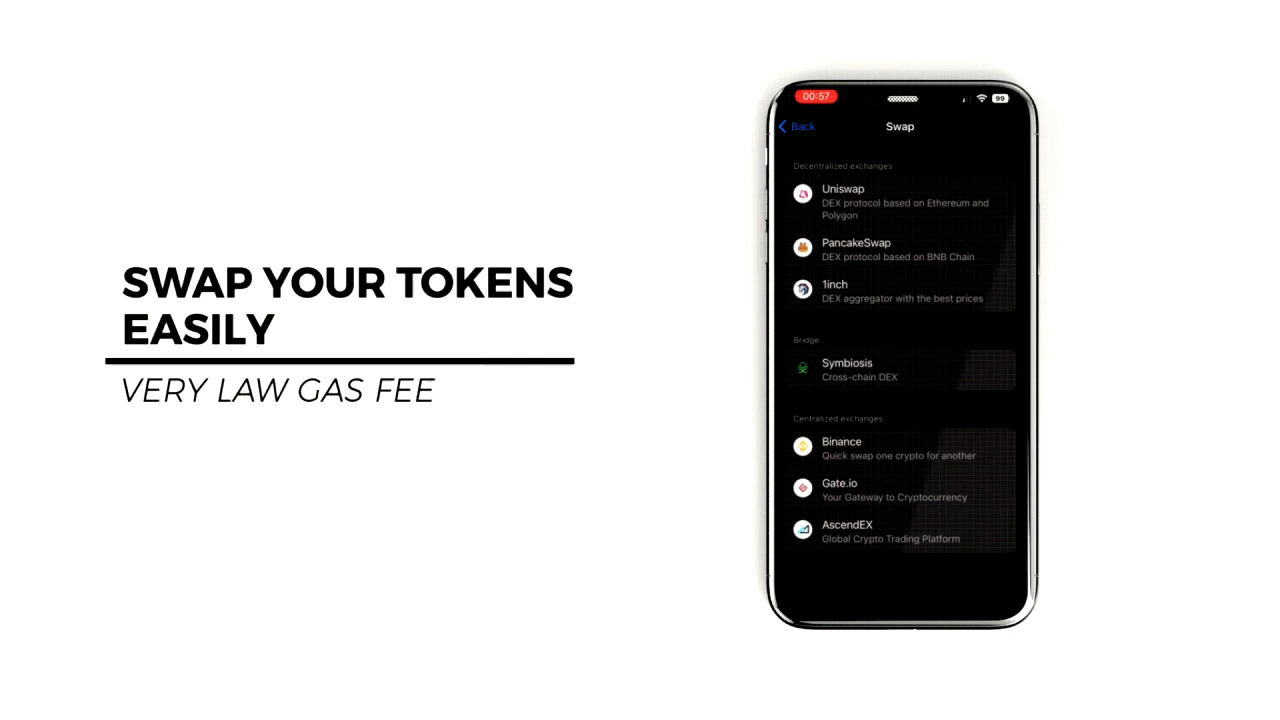 SWAP YOUR TOKENS
EASILY
VERY LAW GAS FEE
00:57
99
Back
Swap
Decentralized exchanges
Uniswap
DEX protocol based on Ethereum and
Polygon
PancakeSwap
DEX protocol based on BNB Chain
1inch
DEX aggregator with the best prices
Bridge
Symbiosis
Cross-chain DEX
Centralized exchanges
Binance
Quick swap one crypto for another
Gate.io
Your Gateway to Cryptocurrency
AscendEX
Global Crypto Trading Platform